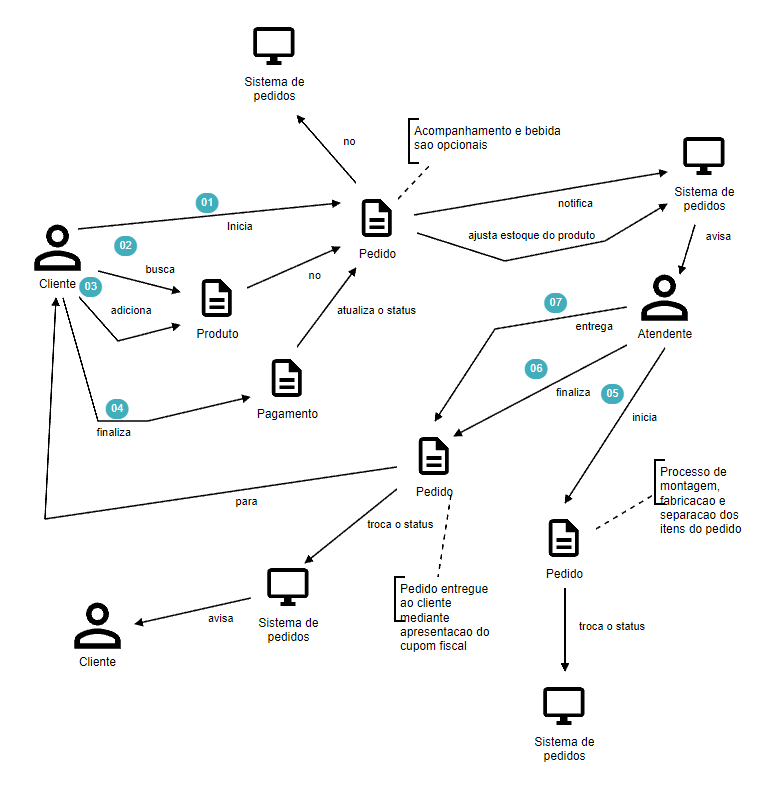 Sistema de
pedidos
no
Acompanhamento e bebida
sao opcionais
01
Inicia
Pedido
notifica
Sistema de
pedidos
02
busca
Cliente
03
adiciona
no
Produto
ajusta estoque do produto
avisa
atualiza o status
07
entrega
Atendente
04
finaliza
Pagamento
06
finaliza
05
inicia
Pedido
para
troca o status
Processo de
montagem,
fabricacao e
separacao dos
itens do pedido
Pedido
Pedido entregue
ao cliente
mediante
apresentacao do
cupom fiscal
avisa
Sistema de
pedidos
Cliente
troca o status
Sistema de
pedidos